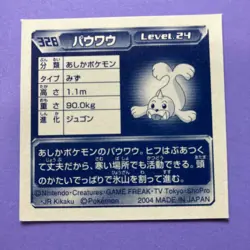 328 パウワウ Level.24
分類 あしかポケモン
タイプ みず
高さ 1.1m
重さ 90.0kg
進化 ジュゴン
あしかポケモンのパウワウ。ヒフはぶあつく
て丈夫だから、寒い場所でも活動できる。頭
のかたいでっぱりで氷山を割って進むのだ。
©Nintendo・Creatures・GAME FREAK・TV Tokyo・ShoPro
・JR Kikaku ©Pokémon 2004 MADE IN JAPAN